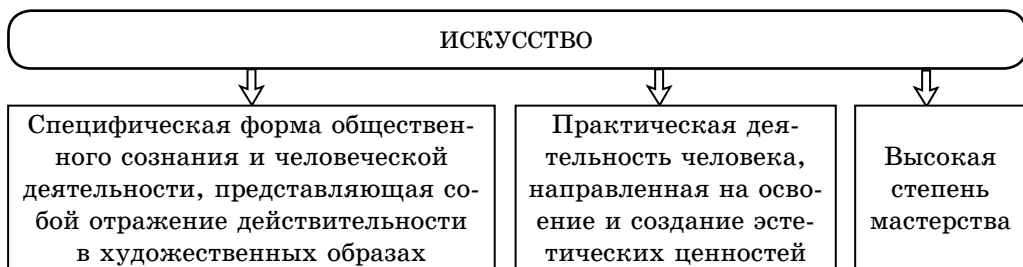 ИСКУССТВО
Специфическая форма обществен-
ного сознания и человеческой
деятельности, представляющая со-
бой отражение действительности
в художественных образах
Практическая дея-
тельность человека,
направленная на осво-
ение и создание эсте-
тических ценностей
Высокая
степень
мастерства